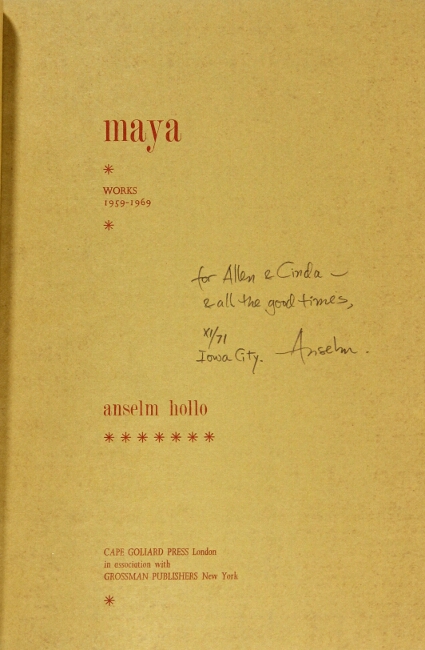 maya
*
WORKS
1959-1969
*
for Allen & Cinda –
& all the good times,
XI/71
Iowa City. – Anselm.
anselm hollo
* * * * * * *
CAPE GOLIARD PRESS London
in association with
GROSSMAN PUBLISHERS New York
*